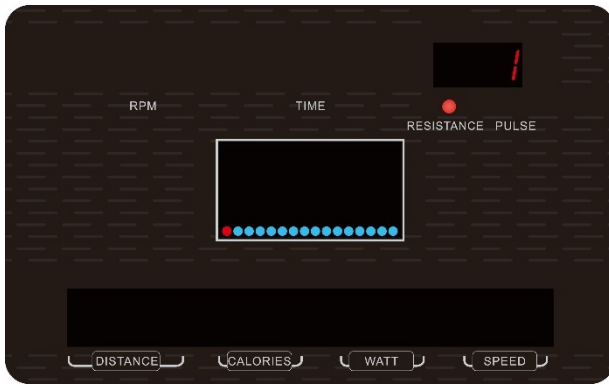 1
RPM TIME
RESISTANCE PULSE
DISTANCE CALORIES WATT SPEED